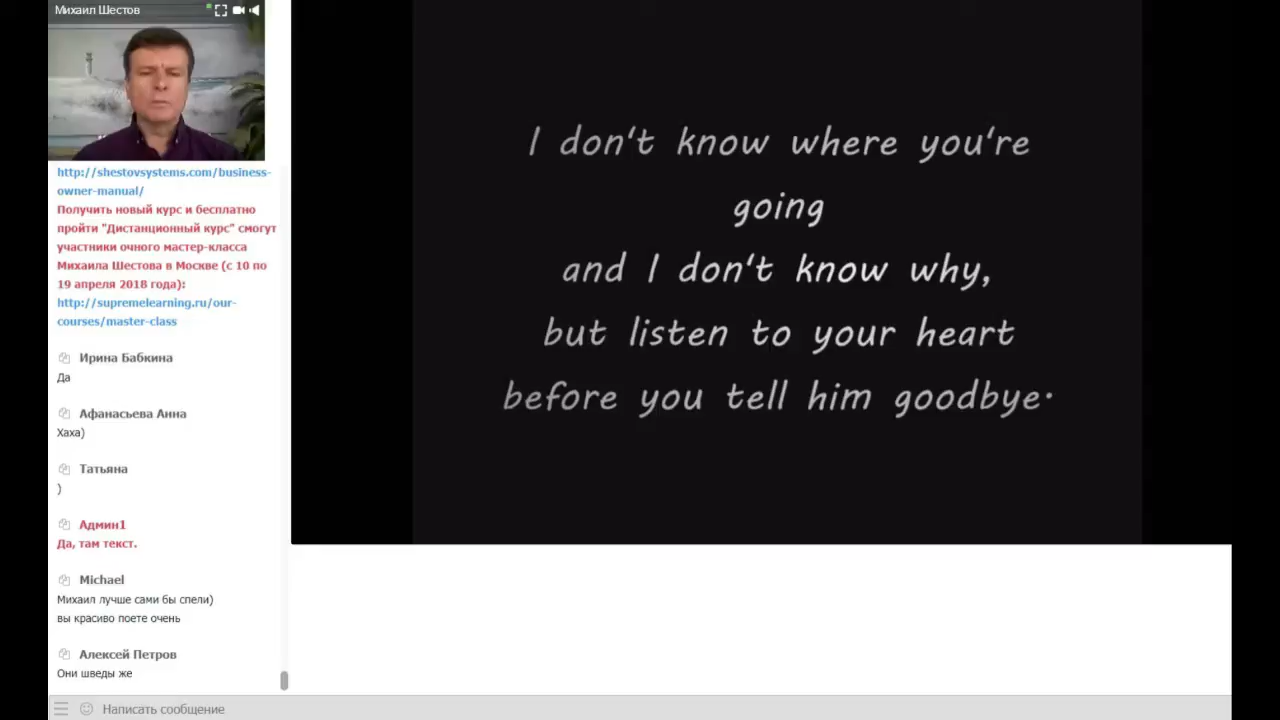 Михаил Шестов
http://shestovsystems.com/business-
owner-manual/
Получить новый курс и бесплатно
пройти "Дистанционный курс" смогут
участники очного мастер-класса
Михаила Шестова в Москве (с 10 по
19 апреля 2018 года):
http://supremelearning.ru/our-
courses/master-class
Ирина Бабкина
Да
Афанасьева Анна
Хаха)
Татьяна
)
Админ1
Да, там текст.
Michael
Михаил лучше сами бы спели)
вы красиво поете очень
Алексей Петров
Они шведы же
Написать сообщение
I don't know where you're
going
and I don't know why,
but listen to your heart
before you tell him goodbye.